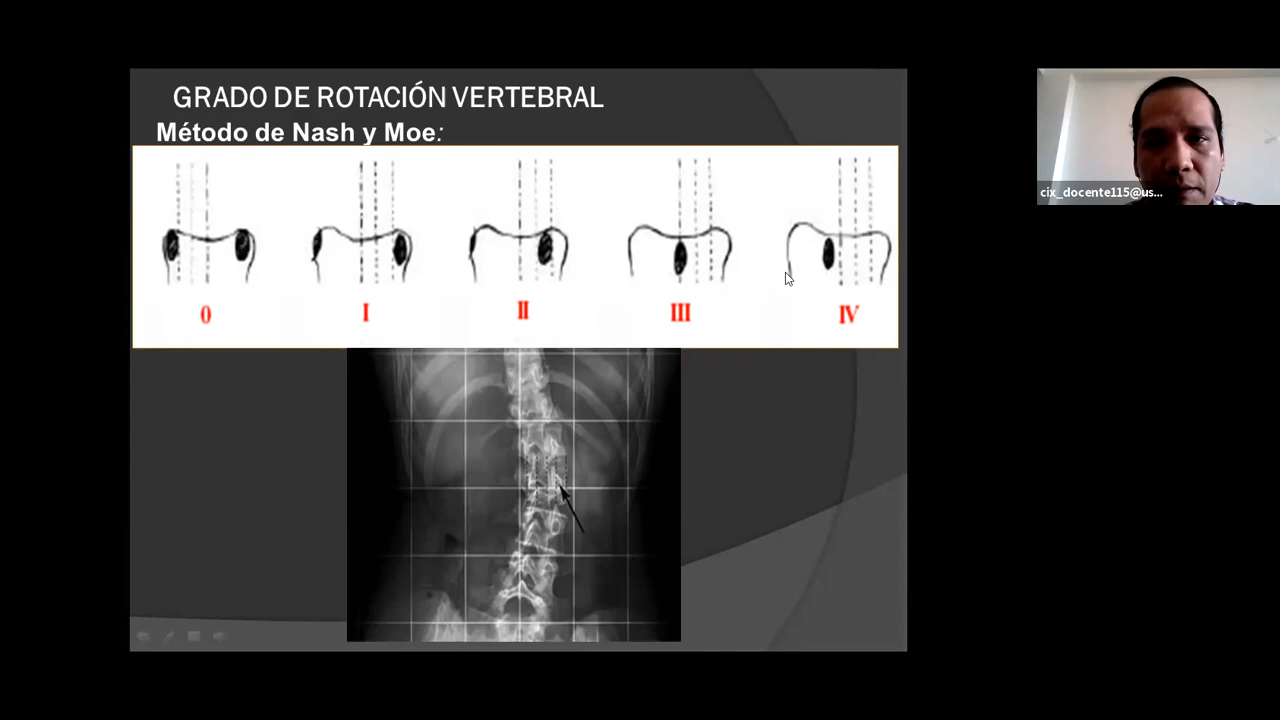 GRADO DE ROTACIÓN VERTEBRAL
Método de Nash y Moe:
0 I II III IV
cix_docente115@us...